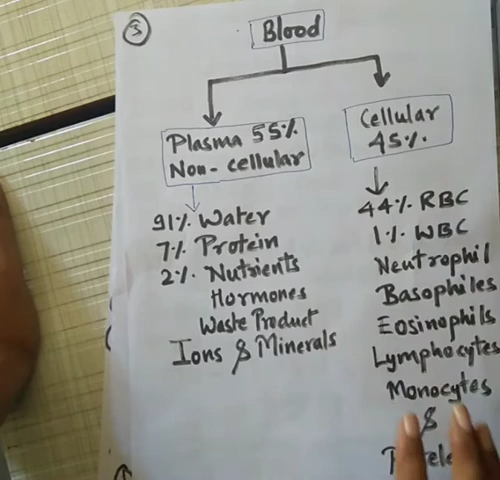 3
Blood
Plasma 55%
Non-cellular
91% Water
7% Protein
2% Nutrients
Hormones
Waste Product
Ions & Minerals
Cellular
45%.
44% RBC
1% WBC
Neutrophil
Basophiles
Eosinophils
Lymphocytes
Monocytes
&